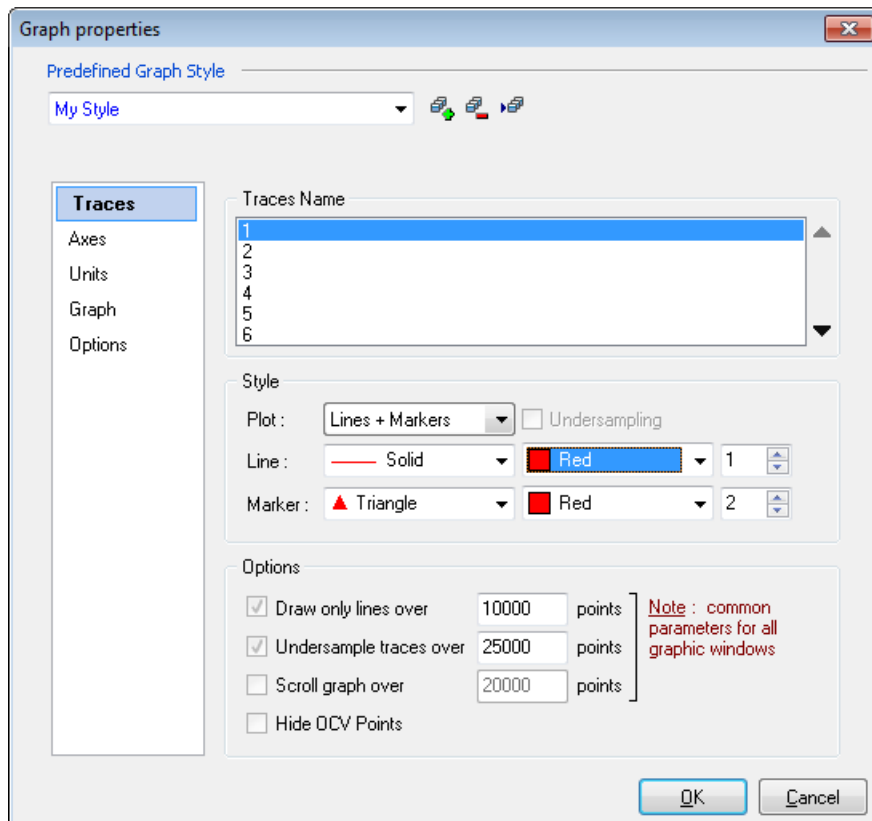 Graph properties
Predefined Graph Style
My Style
Traces
Axes
Units
Graph
Options
Traces Name
1
2
3
4
5
6
Style
Plot : Lines + Markers Undersampling
Line : Solid Red 1
Marker : Triangle Red 2
Options
Draw only lines over 10000 points
Undersample traces over 25000 points
Scroll graph over 20000 points
Hide OCV Points
Note : common
parameters for all
graphic windows
OK Cancel